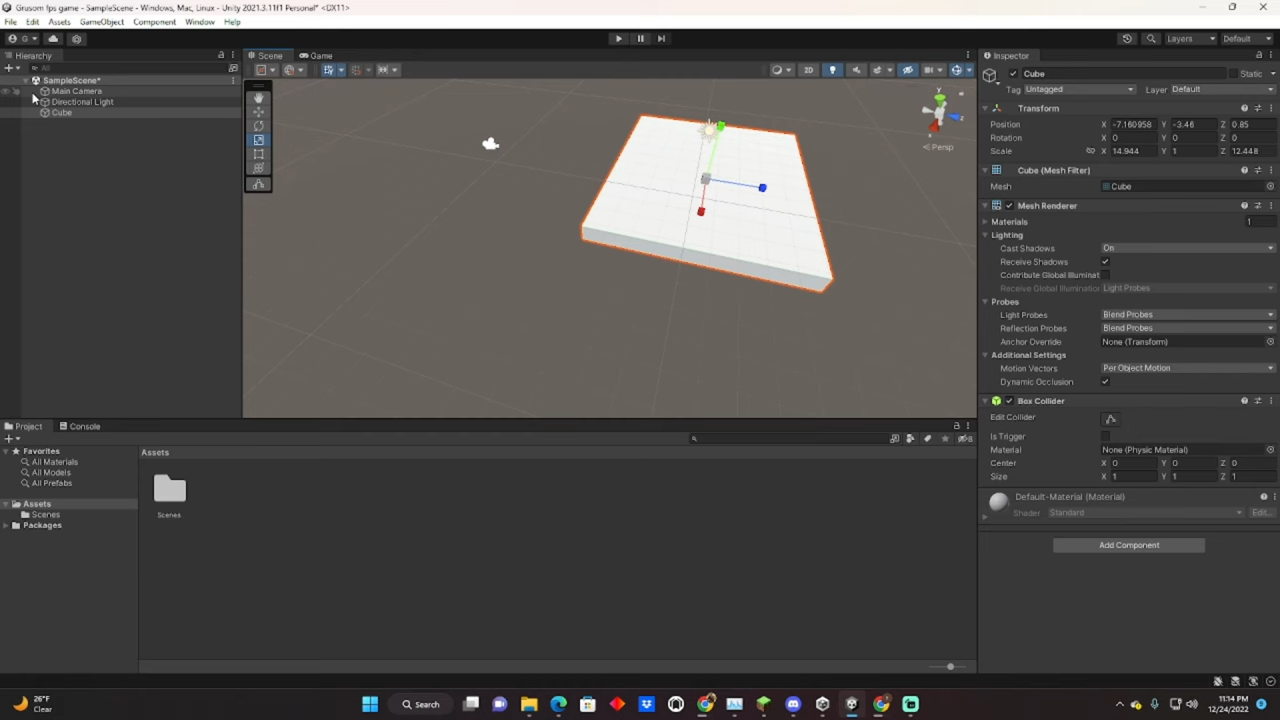 Grusom fps game - SampleScene - Windows, Mac, Linux - Unity 2021.3.11f1 Personal* <DX11>
File Edit Assets GameObject Component Window Help
G Layers Default
Hierarchy Scene Game Inspector
All
SampleScene*
Main Camera
Directional Light
Cube
2D
y
z
x
< Persp
Cube Static
Tag Untagged Layer Default
Transform
Position X -7.160958 Y -3.46 Z 0.85
Rotation X 0 Y 0 Z 0
Scale X 14.944 Y 1 Z 12.448
Cube (Mesh Filter)
Mesh Cube
Mesh Renderer
Materials 1
Lighting
Cast Shadows On
Receive Shadows
Contribute Global Illuminat
Receive Global Illumination Light Probes
Probes
Light Probes Blend Probes
Reflection Probes Blend Probes
Anchor Override None (Transform)
Additional Settings
Motion Vectors Per Object Motion
Dynamic Occlusion
Box Collider
Edit Collider
Is Trigger
Material None (Physic Material)
Center X 0 Y 0 Z 0
Size X 1 Y 1 Z 1
Default-Material (Material)
Shader Standard Edit...
Add Component
Project Console
8
Favorites
All Materials
All Models
All Prefabs
Assets
Scenes
Packages
Assets
Scenes
26°F
Clear
Search
11:14 PM
12/24/2022